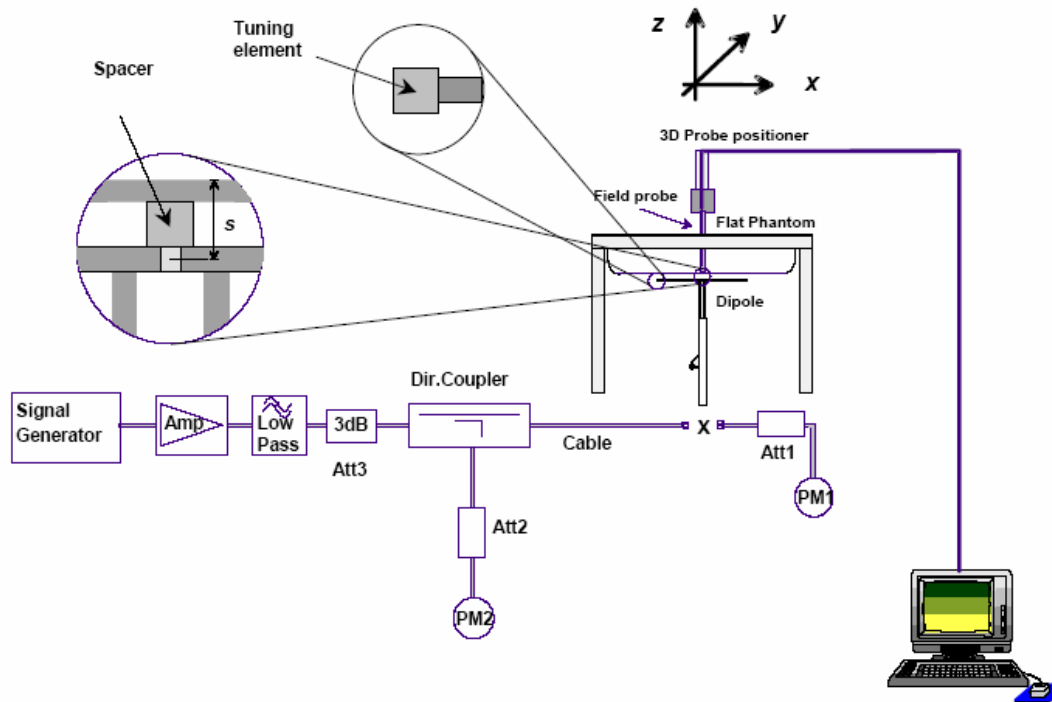 Tuning
element
Spacer
z
y
x
3D Probe positioner
Field probe
Flat Phantom
s
Dipole
Dir.Coupler
Signal
Generator
Amp
Low
Pass
3dB
Att3
Cable
X
Att1
PM1
Att2
PM2